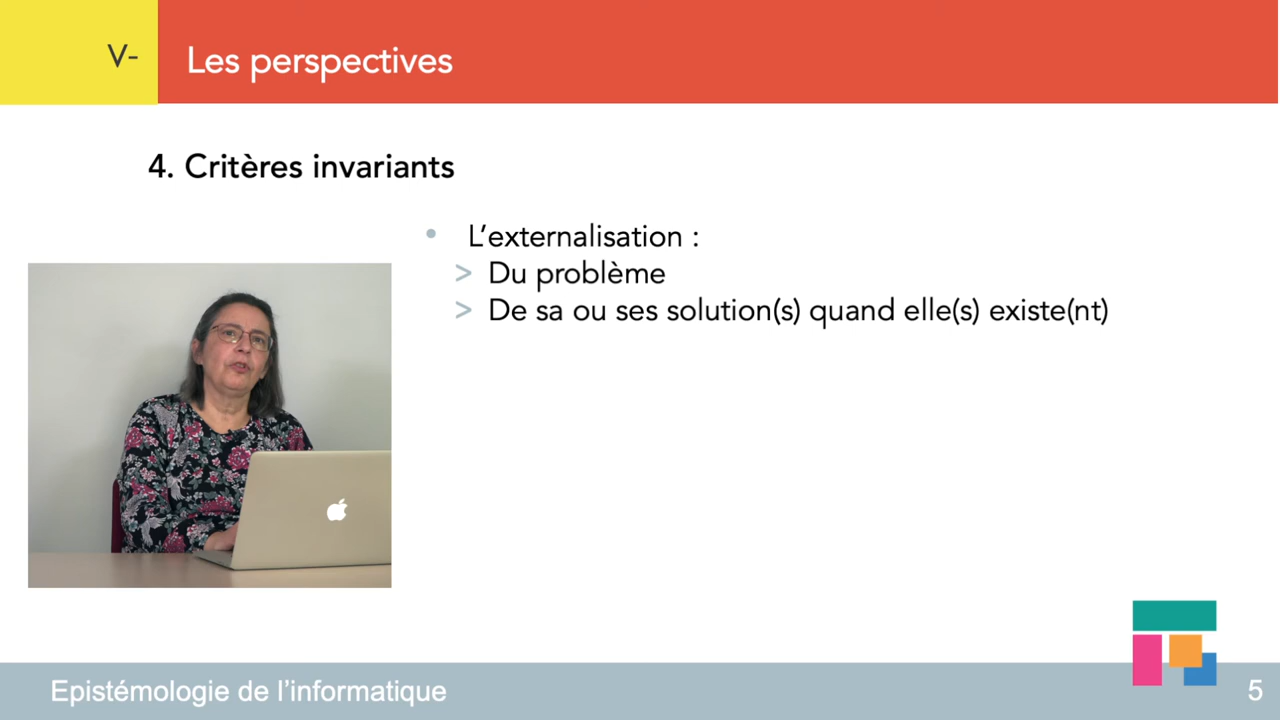 V-
Les perspectives
4. Critères invariants
• L’externalisation :
> Du problème
> De sa ou ses solution(s) quand elle(s) existe(nt)
Epistémologie de l’informatique
5